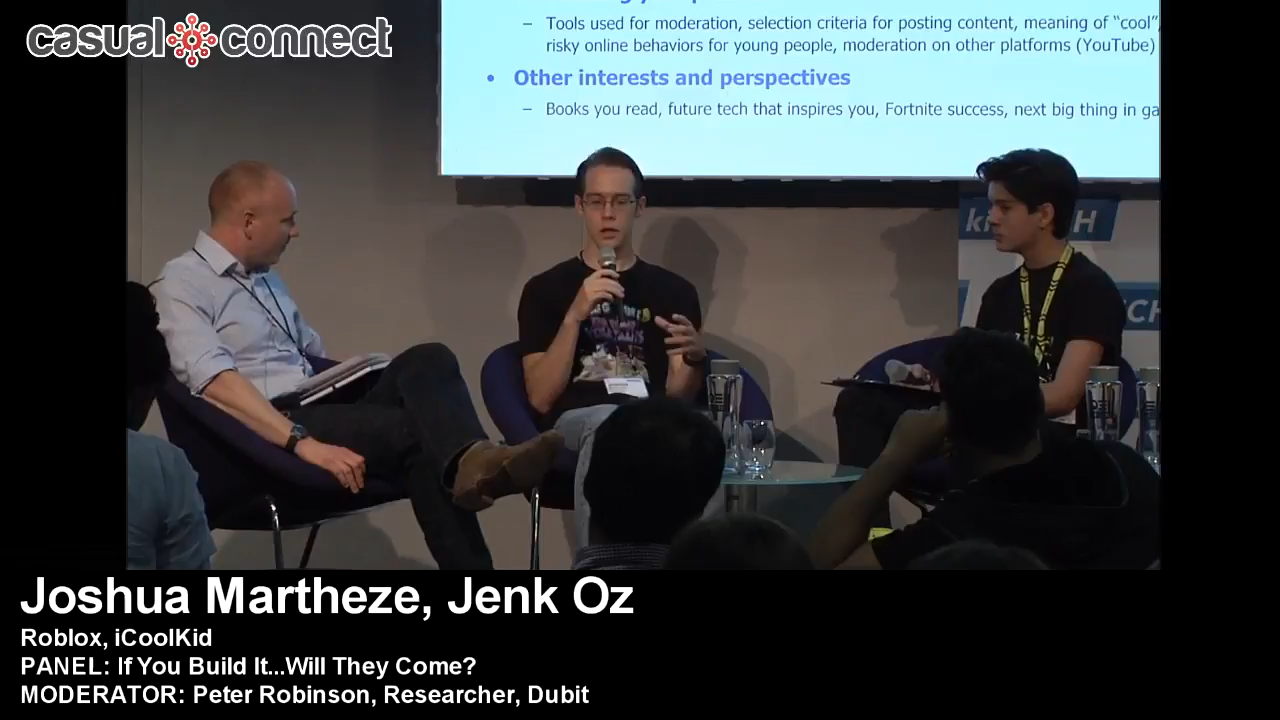 casual connect
– Tools used for moderation, selection criteria for posting content, meaning of “cool”,
risky online behaviors for young people, moderation on other platforms (YouTube)
• Other interests and perspectives
– Books you read, future tech that inspires you, Fortnite success, next big thing in ga
Joshua Martheze, Jenk Oz
Roblox, iCoolKid
PANEL: If You Build It...Will They Come?
MODERATOR: Peter Robinson, Researcher, Dubit